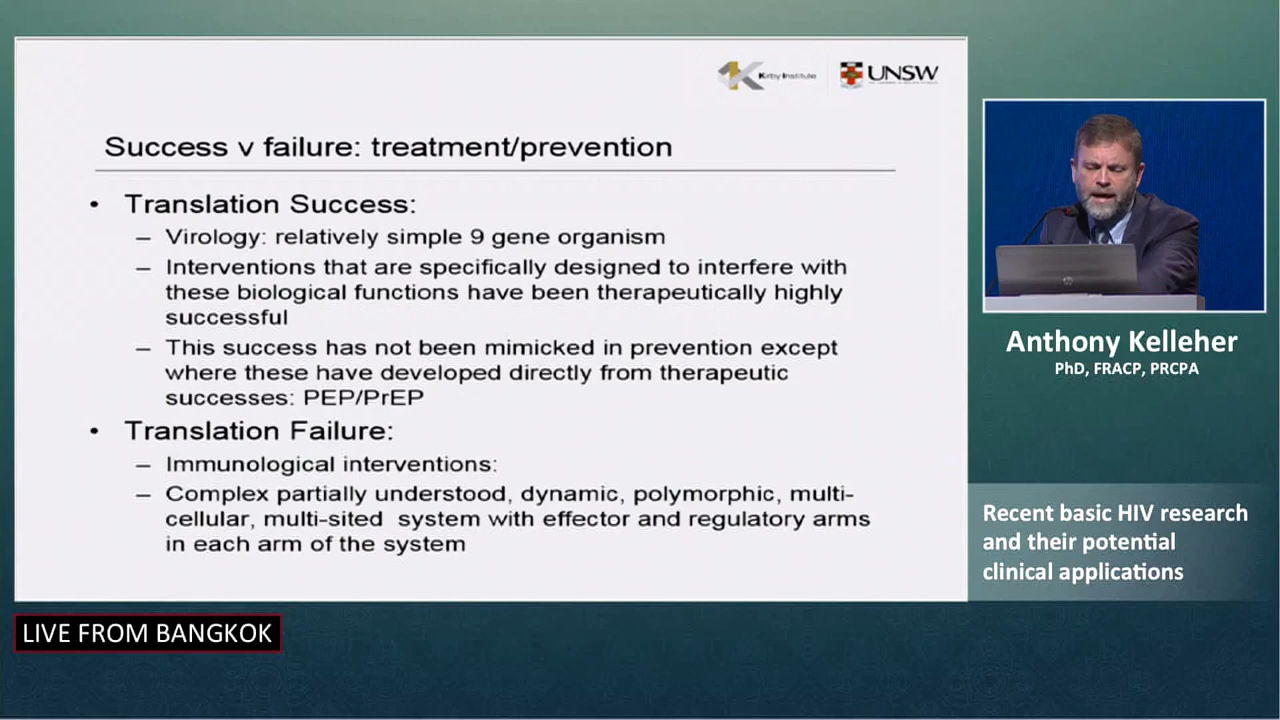 Kirby Institute
UNSW
Success v failure: treatment/prevention
• Translation Success:
– Virology: relatively simple 9 gene organism
– Interventions that are specifically designed to interfere with
these biological functions have been therapeutically highly
successful
– This success has not been mimicked in prevention except
where these have developed directly from therapeutic
successes: PEP/PrEP
• Translation Failure:
– Immunological interventions:
– Complex partially understood, dynamic, polymorphic, multi-
cellular, multi-sited system with effector and regulatory arms
in each arm of the system
Anthony Kelleher
PhD, FRACP, PRCPA
Recent basic HIV research
and their potential
clinical applications
LIVE FROM BANGKOK